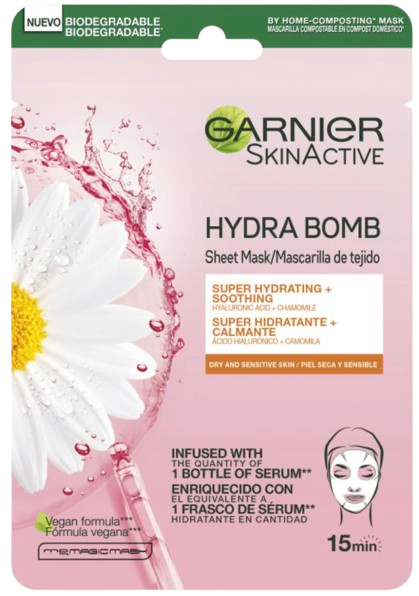 NUEVO BIODEGRADABLE
BIODEGRADABLE*
BY HOME-COMPOSTING* MASK
MASCARILLA COMPOSTABLE EN COMPOST DOMÉSTICO*
GARNIER
SKINACTIVE
HYDRA BOMB
Sheet Mask/Mascarilla de tejido
SUPER HYDRATING +
SOOTHING
HYALURONIC ACID + CHAMOMILE
SUPER HIDRATANTE +
CALMANTE
ÁCIDO HIALURÓNICO + CAMOMILA
DRY AND SENSITIVE SKIN / PIEL SECA Y SENSIBLE
INFUSED WITH
THE QUANTITY OF
1 BOTTLE OF SERUM**
ENRIQUECIDO CON
EL EQUIVALENTE A
1 FRASCO DE SÉRUM**
HIDRATANTE EN CANTIDAD
Vegan formula***
Fórmula vegana***
15min